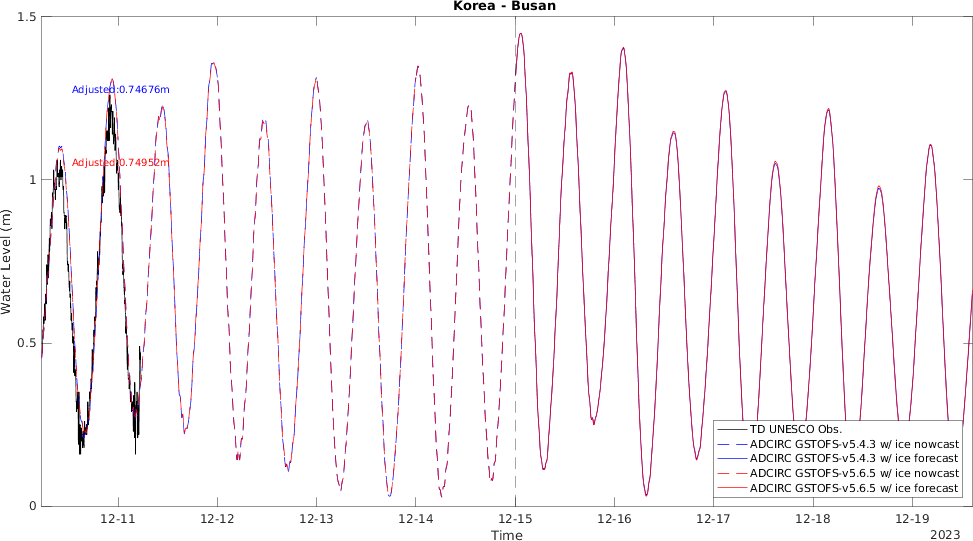 Korea - Busan
1.5
Adjusted:0.74676m
Adjusted:0.74952m
1
Water Level (m)
0.5
TD UNESCO Obs.
ADCIRC GSTOFS-v5.4.3 w/ ice nowcast
ADCIRC GSTOFS-v5.4.3 w/ ice forecast
ADCIRC GSTOFS-v5.6.5 w/ ice nowcast
ADCIRC GSTOFS-v5.6.5 w/ ice forecast
0
12-11 12-12 12-13 12-14 12-15 12-16 12-17 12-18 12-19
Time
2023